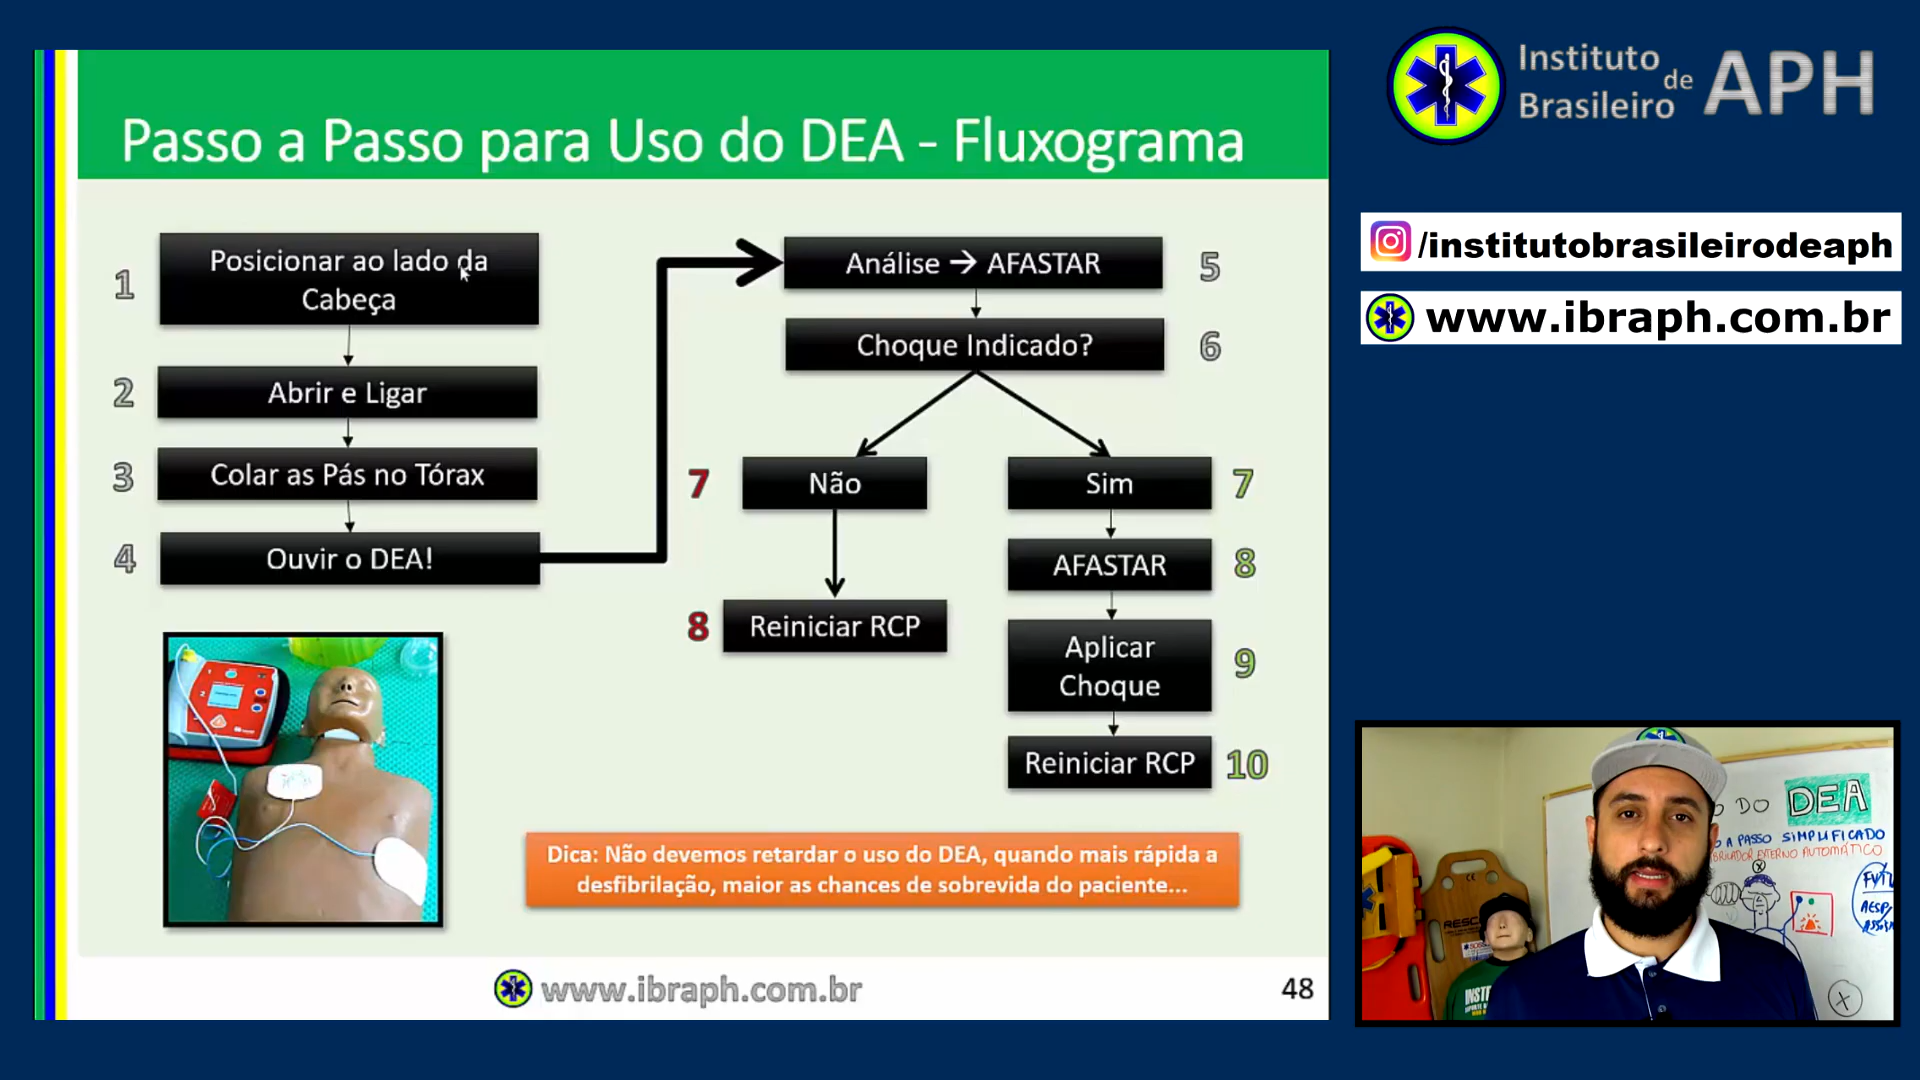 Passo a Passo para Uso do DEA - Fluxograma
1
Posicionar ao lado da
Cabeça
2
Abrir e Ligar
3
Colar as Pás no Tórax
4
Ouvir o DEA!
Análise → AFASTAR
5
Choque Indicado?
6
7
Não
8
Reiniciar RCP
Sim
7
AFASTAR
8
Aplicar
Choque
9
Reiniciar RCP
10
Dica: Não devemos retardar o uso do DEA, quando mais rápida a
desfibrilação, maior as chances de sobrevida do paciente...
www.ibraph.com.br
48
Instituto
Brasileiro
de
APH
/institutobrasileirodeaph
www.ibraph.com.br
DO DEA
A PASSO SIMPLIFICADO
EXTERNO AUTOMÁTICO